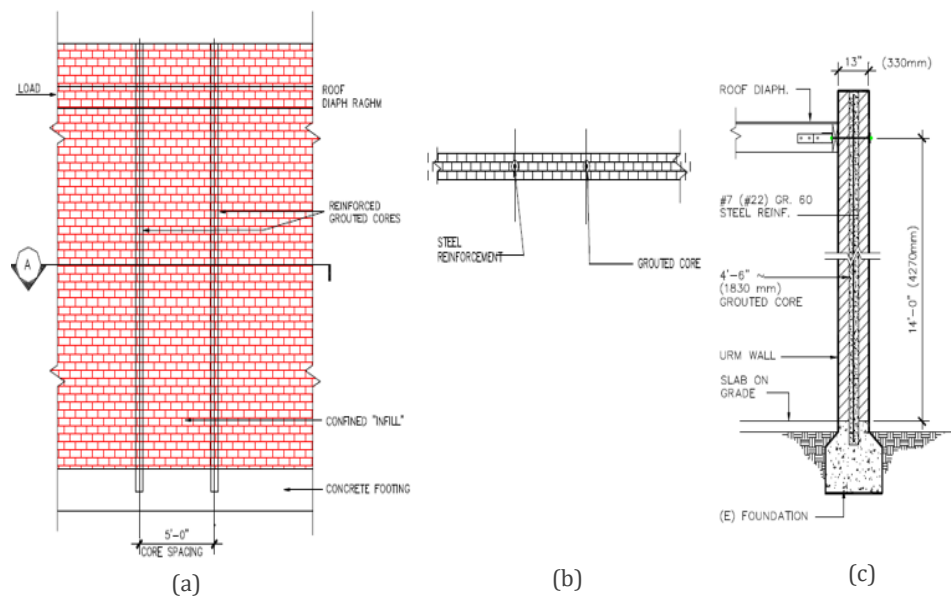 LOAD
ROOF
DIAPH RAGHM
REINFORCED
GROUTED CORES
A
CONFINED "INFILL"
CONCRETE FOOTING
5'-0"
CORE SPACING
(a)
STEEL
REINFORCEMENT
GROUTED CORE
(b)
13" (330mm)
ROOF DIAPH.
#7 (#22) GR. 60
STEEL REINF.
4'-6" ~
(1830 mm)
GROUTED CORE
14'-0" (4270mm)
URM WALL
SLAB ON
GRADE
(E) FOUNDATION
(c)